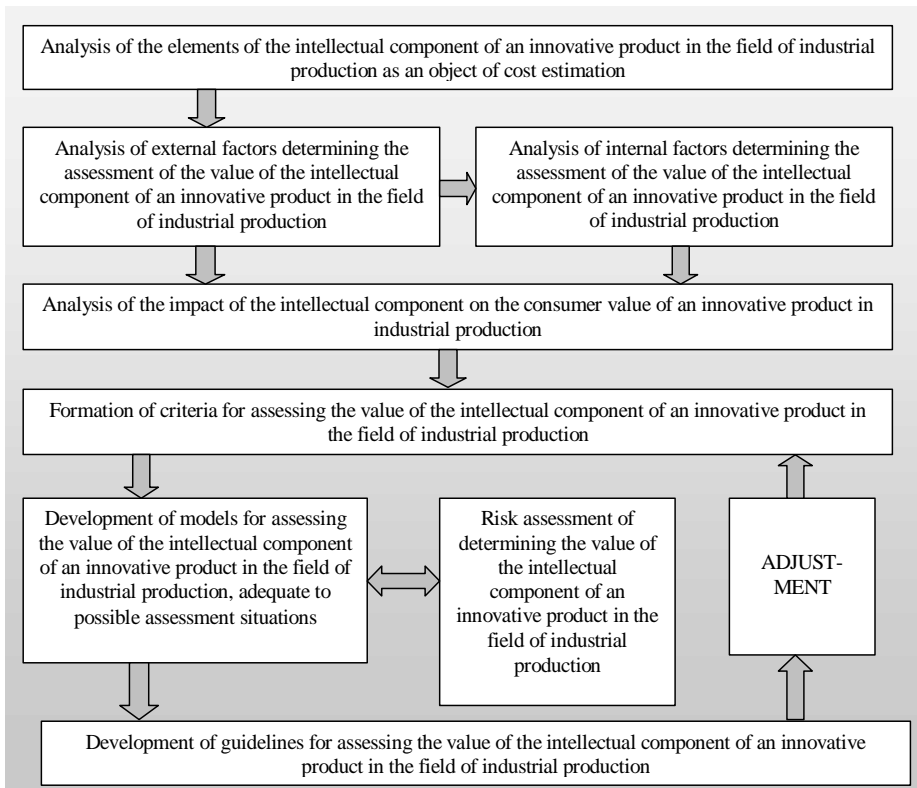 Analysis of the elements of the intellectual component of an innovative product in the field of industrial
production as an object of cost estimation
Analysis of external factors determining the
assessment of the value of the intellectual
component of an innovative product in the field
of industrial production
Analysis of internal factors determining the
assessment of the value of the intellectual
component of an innovative product in the field
of industrial production
Analysis of the impact of the intellectual component on the consumer value of an innovative product in
industrial production
Formation of criteria for assessing the value of the intellectual component of an innovative product in
the field of industrial production
Development of models for assessing
the value of the intellectual component
of an innovative product in the field of
industrial production, adequate to
possible assessment situations
Risk assessment of
determining the value of the
intellectual
component of an
innovative product in the
field of industrial
production
ADJUST-
MENT
Development of guidelines for assessing the value of the intellectual component of an innovative
product in the field of industrial production